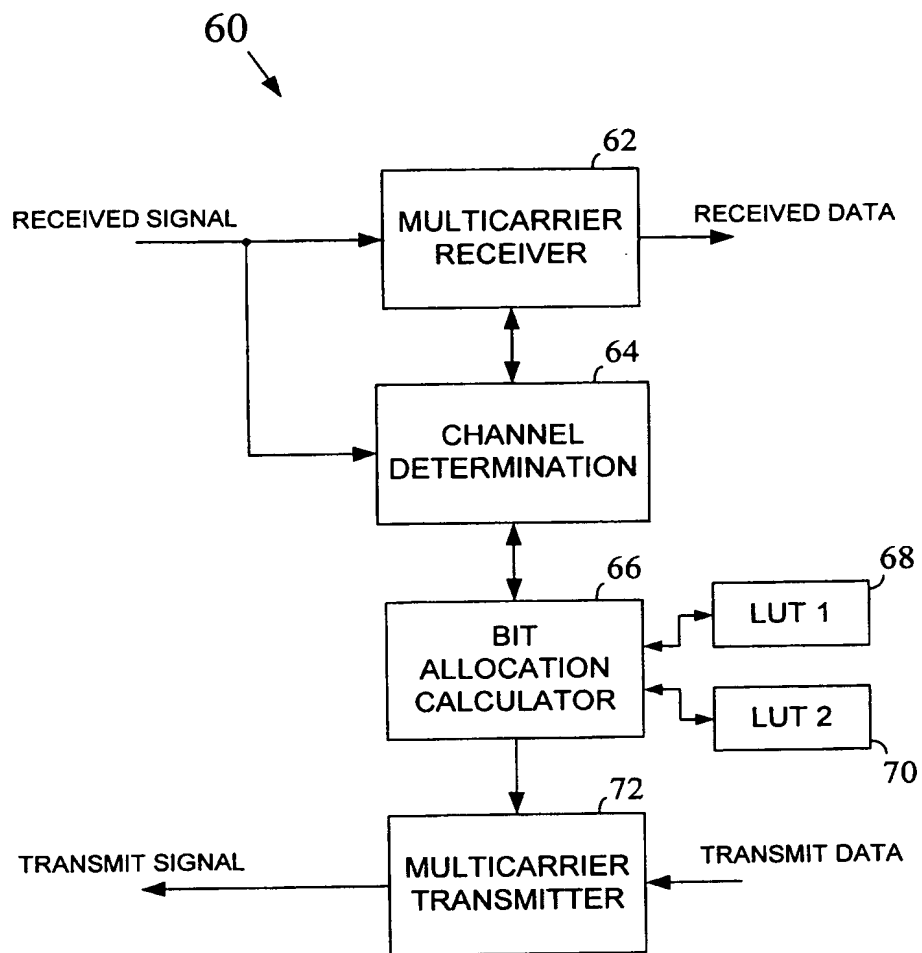 60
62
RECEIVED SIGNAL
MULTICARRIER
RECEIVER
RECEIVED DATA
64
CHANNEL
DETERMINATION
66
68
BIT
ALLOCATION
CALCULATOR
LUT 1
LUT 2
70
72
TRANSMIT SIGNAL
MULTICARRIER
TRANSMITTER
TRANSMIT DATA